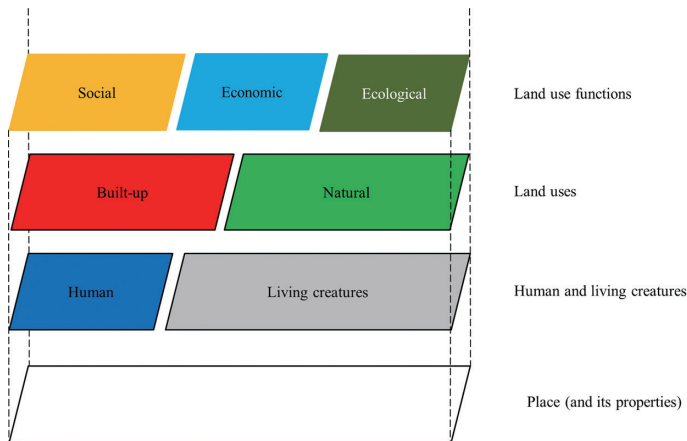 Social
Economic
Ecological
Land use functions
Built-up
Natural
Land uses
Human
Living creatures
Human and living creatures
Place (and its properties)